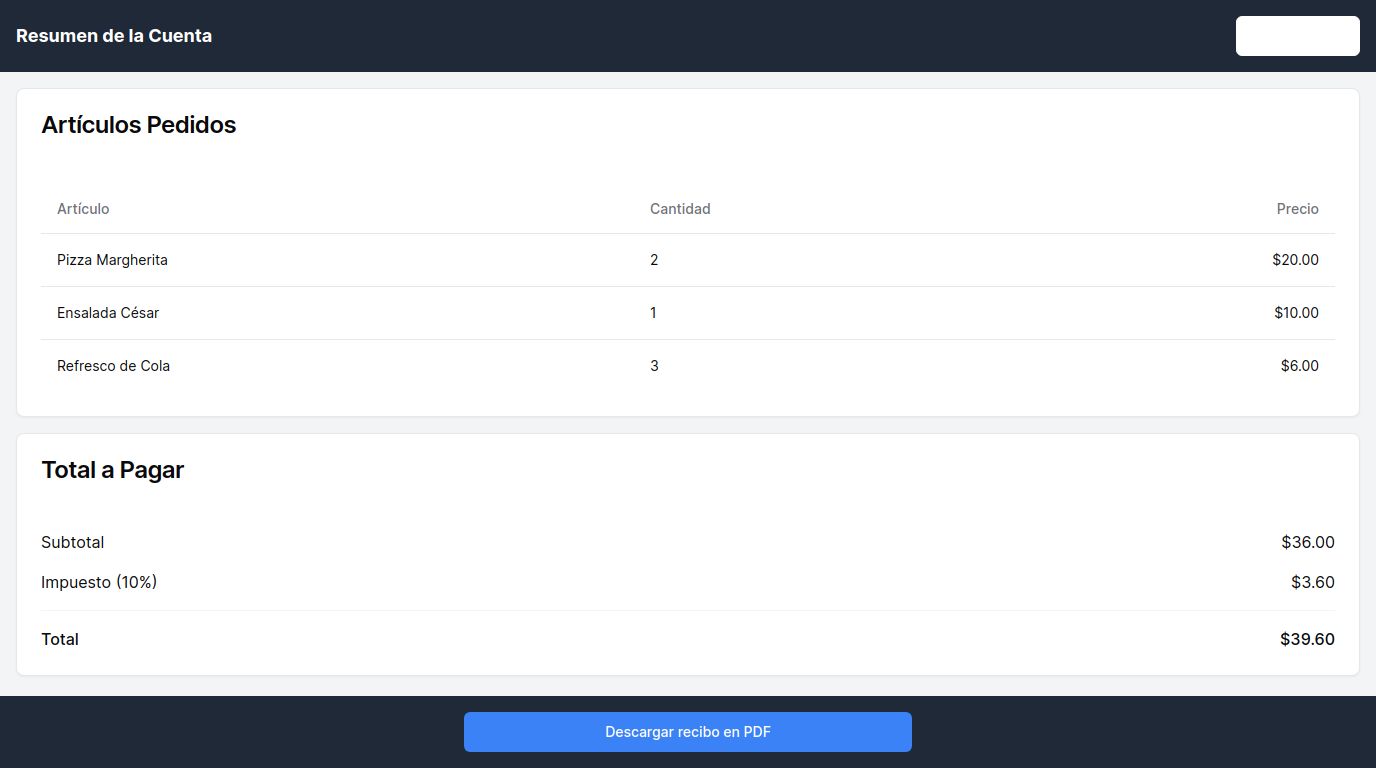 Resumen de la Cuenta
Artículos Pedidos
Artículo Cantidad Precio
Pizza Margherita 2 $20.00
Ensalada César 1 $10.00
Refresco de Cola 3 $6.00
Total a Pagar
Subtotal $36.00
Impuesto (10%) $3.60
Total $39.60
Descargar recibo en PDF